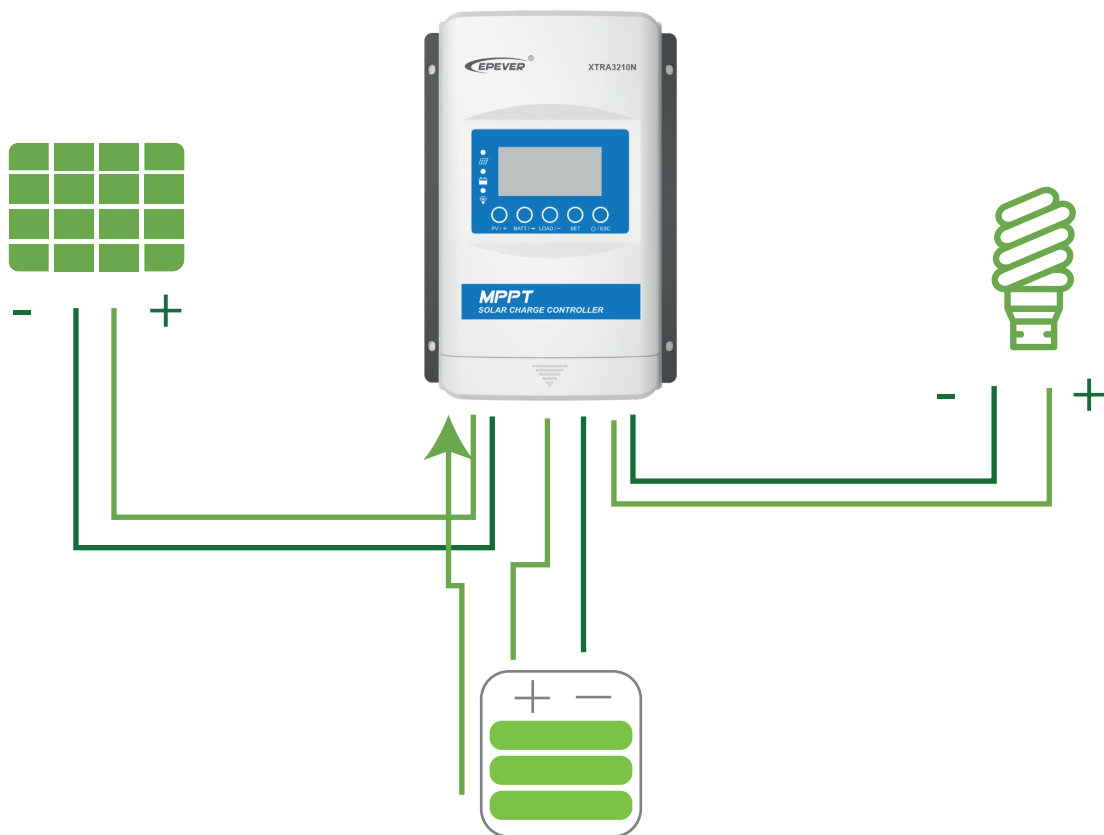 EPEVER®
XTRA3210N
PV / + BATT / → LOAD / − SET ⏻ / ESC
MPPT
SOLAR CHARGE CONTROLLER
- +
- +
+ −